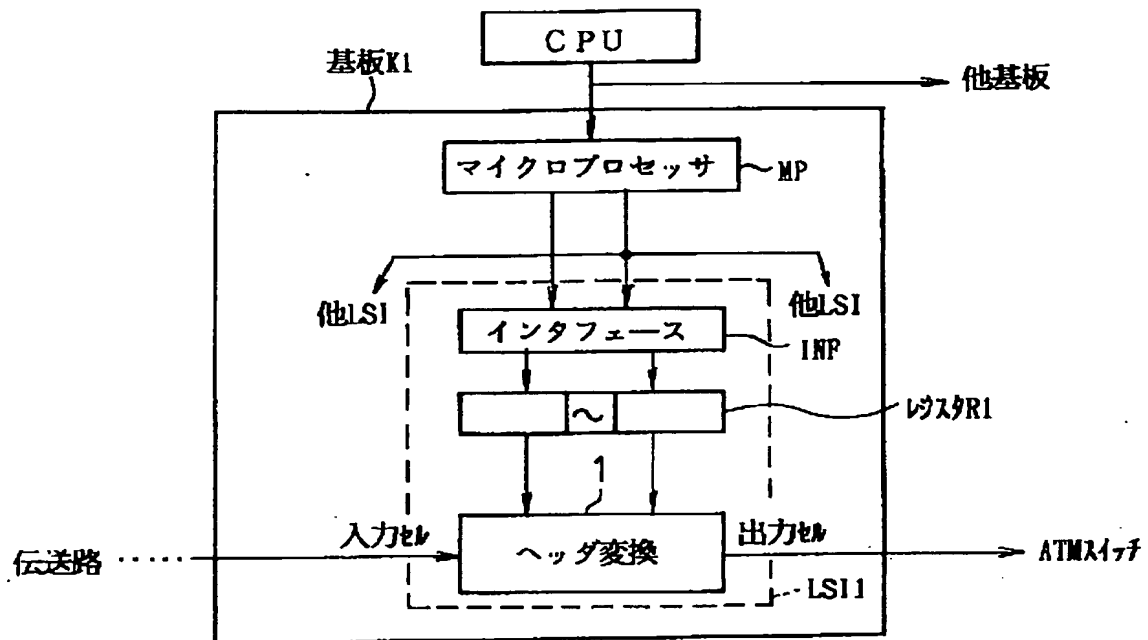 CPU
基板K1
他基板
マイクロプロセッサ
MP
他LSI
他LSI
インタフェース
INF
～
レジスタR1
1
伝送路
入力セル
ヘッダ変換
出力セル
ATMスイッチ
LSI1